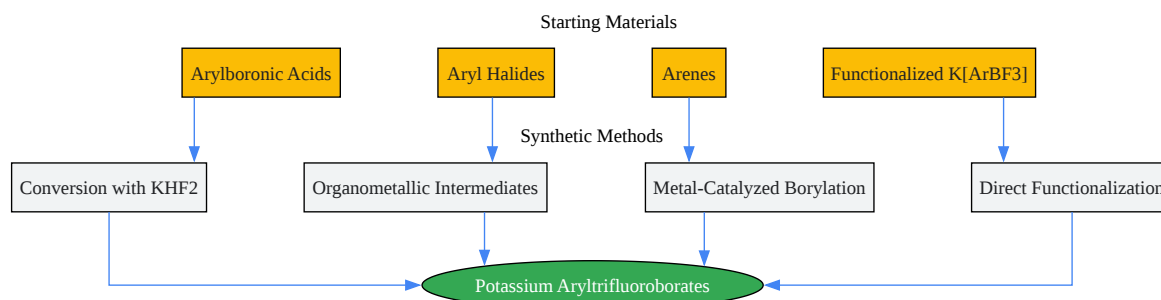 Starting Materials
Arylboronic Acids
Aryl Halides
Arenes
Functionalized K[ArBF3]
Synthetic Methods
Conversion with KHF2
Organometallic Intermediates
Metal-Catalyzed Borylation
Direct Functionalization
Potassium Aryltrifluoroborates